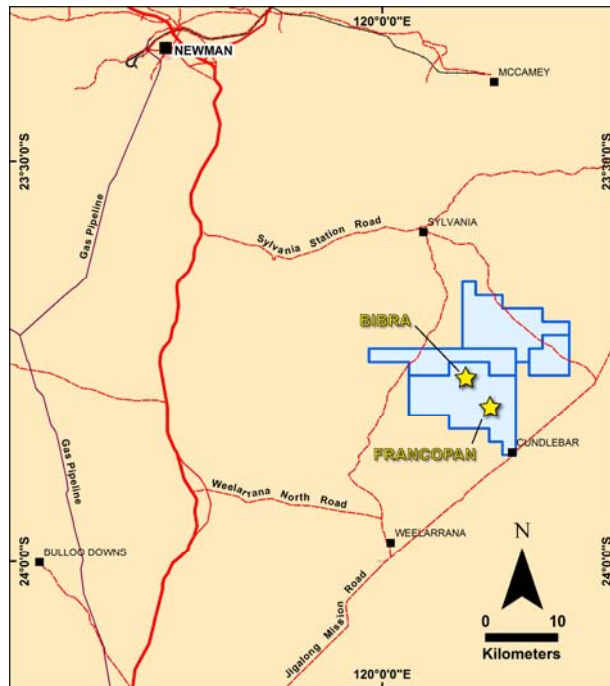 120°0'0"E
NEWMAN
MCCAMEY
23°30'0"S
23°30'0"S
Gas Pipeline
SYLVANIA
Sylvania Station Road
BIBRA
FRANCOPAN
CUNDLEBAR
Gas Pipeline
Weelarrana North Road
WEELARRANA
BULLOO DOWNS
24°0'0"S
24°0'0"S
Jigalong Mission Road
N
0 10
Kilometers
120°0'0"E